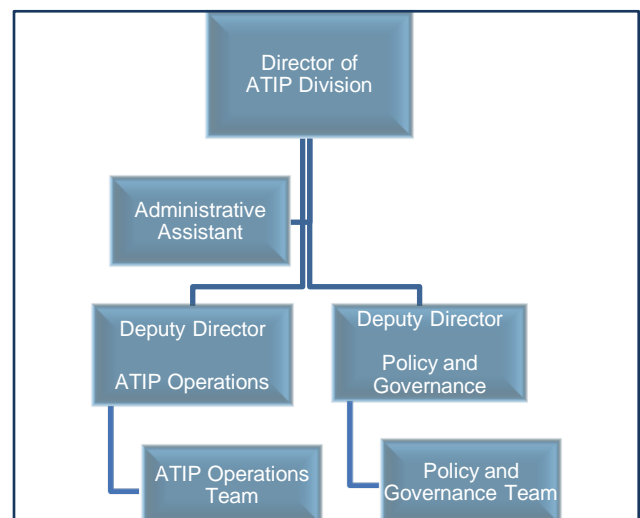 Director of
ATIP Division
Administrative
Assistant
Deputy Director
ATIP Operations
Deputy Director
Policy and
Governance
ATIP Operations
Team
Policy and
Governance Team